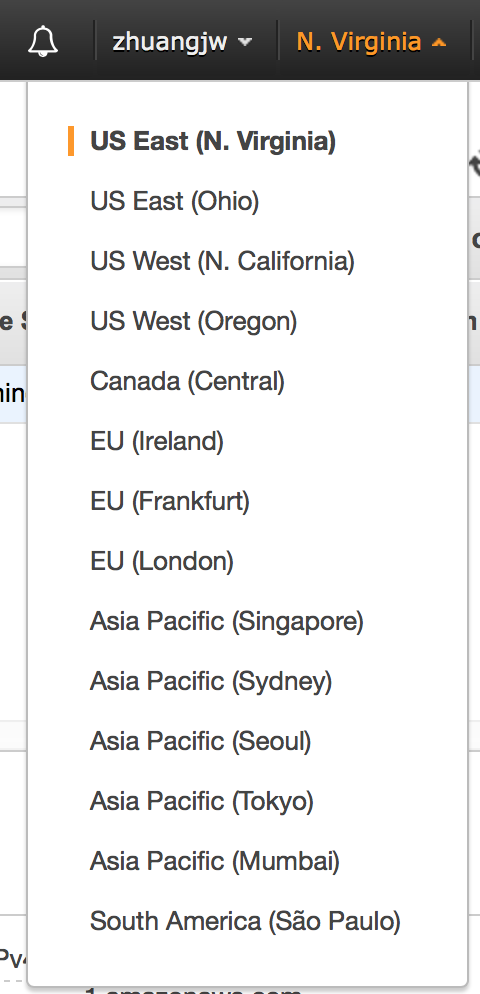 zhuangjw N. Virginia
US East (N. Virginia)
US East (Ohio)
US West (N. California)
US West (Oregon)
Canada (Central)
EU (Ireland)
EU (Frankfurt)
EU (London)
Asia Pacific (Singapore)
Asia Pacific (Sydney)
Asia Pacific (Seoul)
Asia Pacific (Tokyo)
Asia Pacific (Mumbai)
South America (São Paulo)